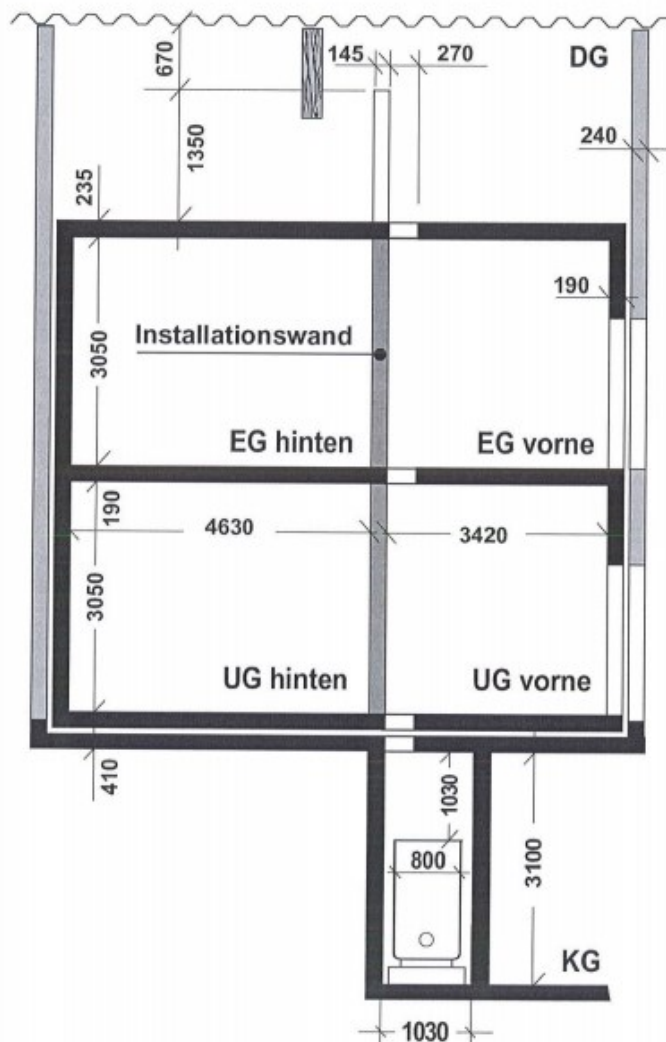 670
145
270
DG
1350
240
235
190
3050
Installationswand
EG hinten
EG vorne
190
4630
3420
3050
UG hinten
UG vorne
410
1030
800
3100
KG
1030